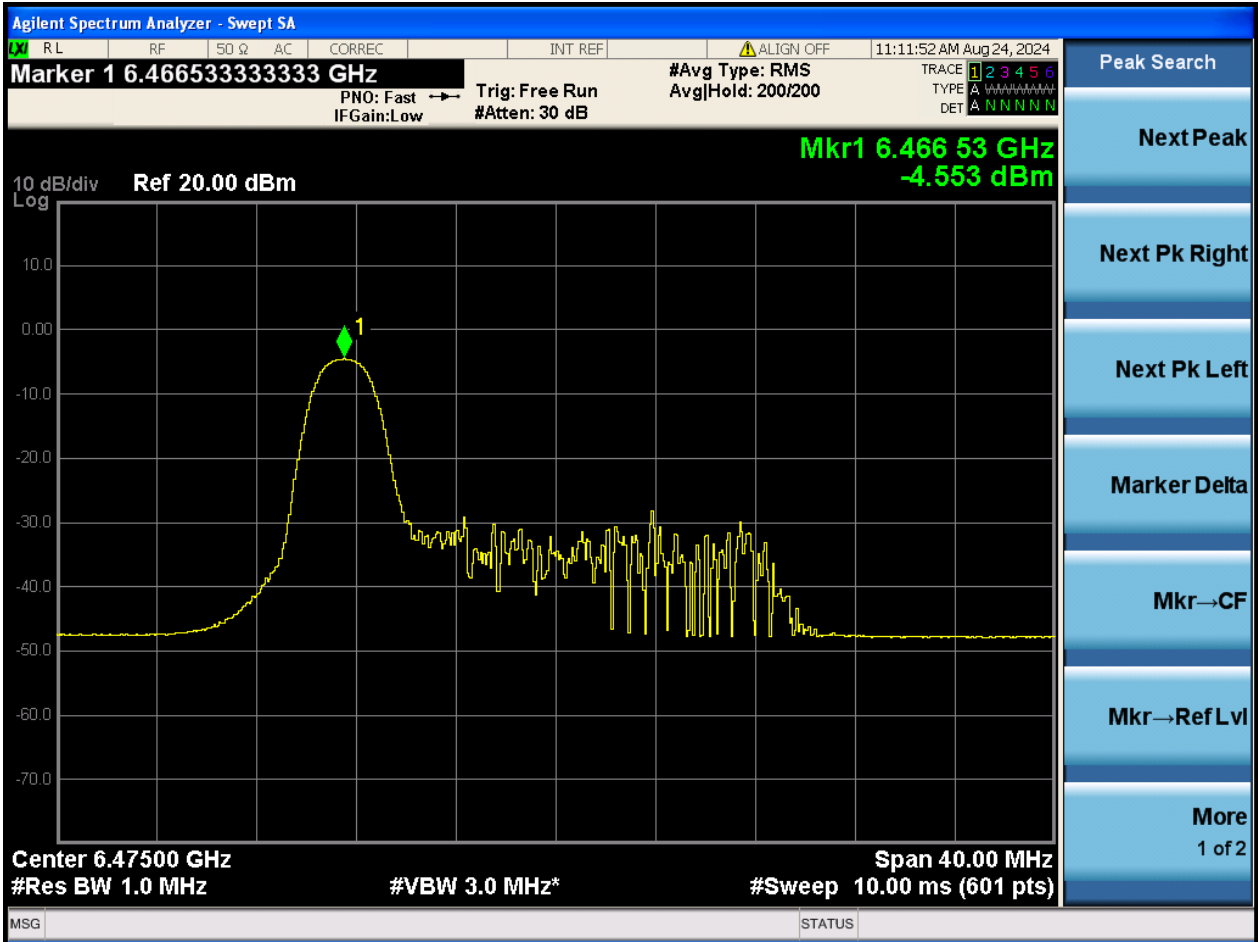 Agilent Spectrum Analyzer - Swept SA
LXI RL RF 50 Ω AC CORREC INT REF ALIGN OFF 11:11:52 AM Aug 24, 2024
Marker 1 6.466533333333 GHz
PNO: Fast
IFGain:Low
Trig: Free Run
#Atten: 30 dB
#Avg Type: RMS
Avg|Hold: 200/200
TRACE 1 2 3 4 5 6
TYPE A WWWWWW
DET A N N N N N
Mkr1 6.466 53 GHz
-4.553 dBm
10 dB/div Ref 20.00 dBm
Log
10.0
0.00
-10.0
-20.0
-30.0
-40.0
-50.0
-60.0
-70.0
1
Center 6.47500 GHz Span 40.00 MHz
#Res BW 1.0 MHz #VBW 3.0 MHz* #Sweep 10.00 ms (601 pts)
MSG STATUS
Peak Search
Next Peak
Next Pk Right
Next Pk Left
Marker Delta
Mkr→CF
Mkr→Ref Lvl
More
1 of 2